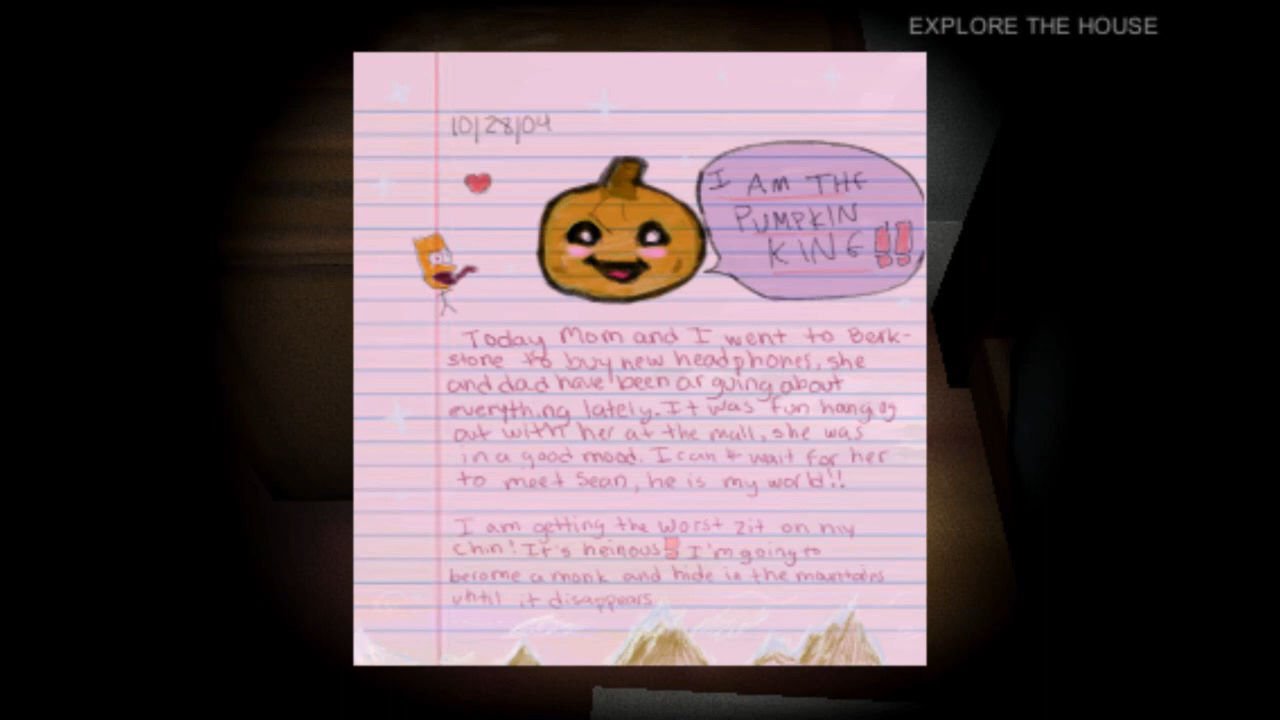 EXPLORE THE HOUSE
10/28/04
I AM THE
PUMPKIN
KING!!
Today Mom and I went to Berk-
stone to buy new headphones, she
and dad have been arguing about
everything lately. It was fun hanging
out with her at the mall, she was
in a good mood. I can't wait for her
to meet Sean, he is my world!!
I am getting the worst zit on my
chin! It's heinous! I'm going to
become a monk and hide in the mountains
until it disappears.